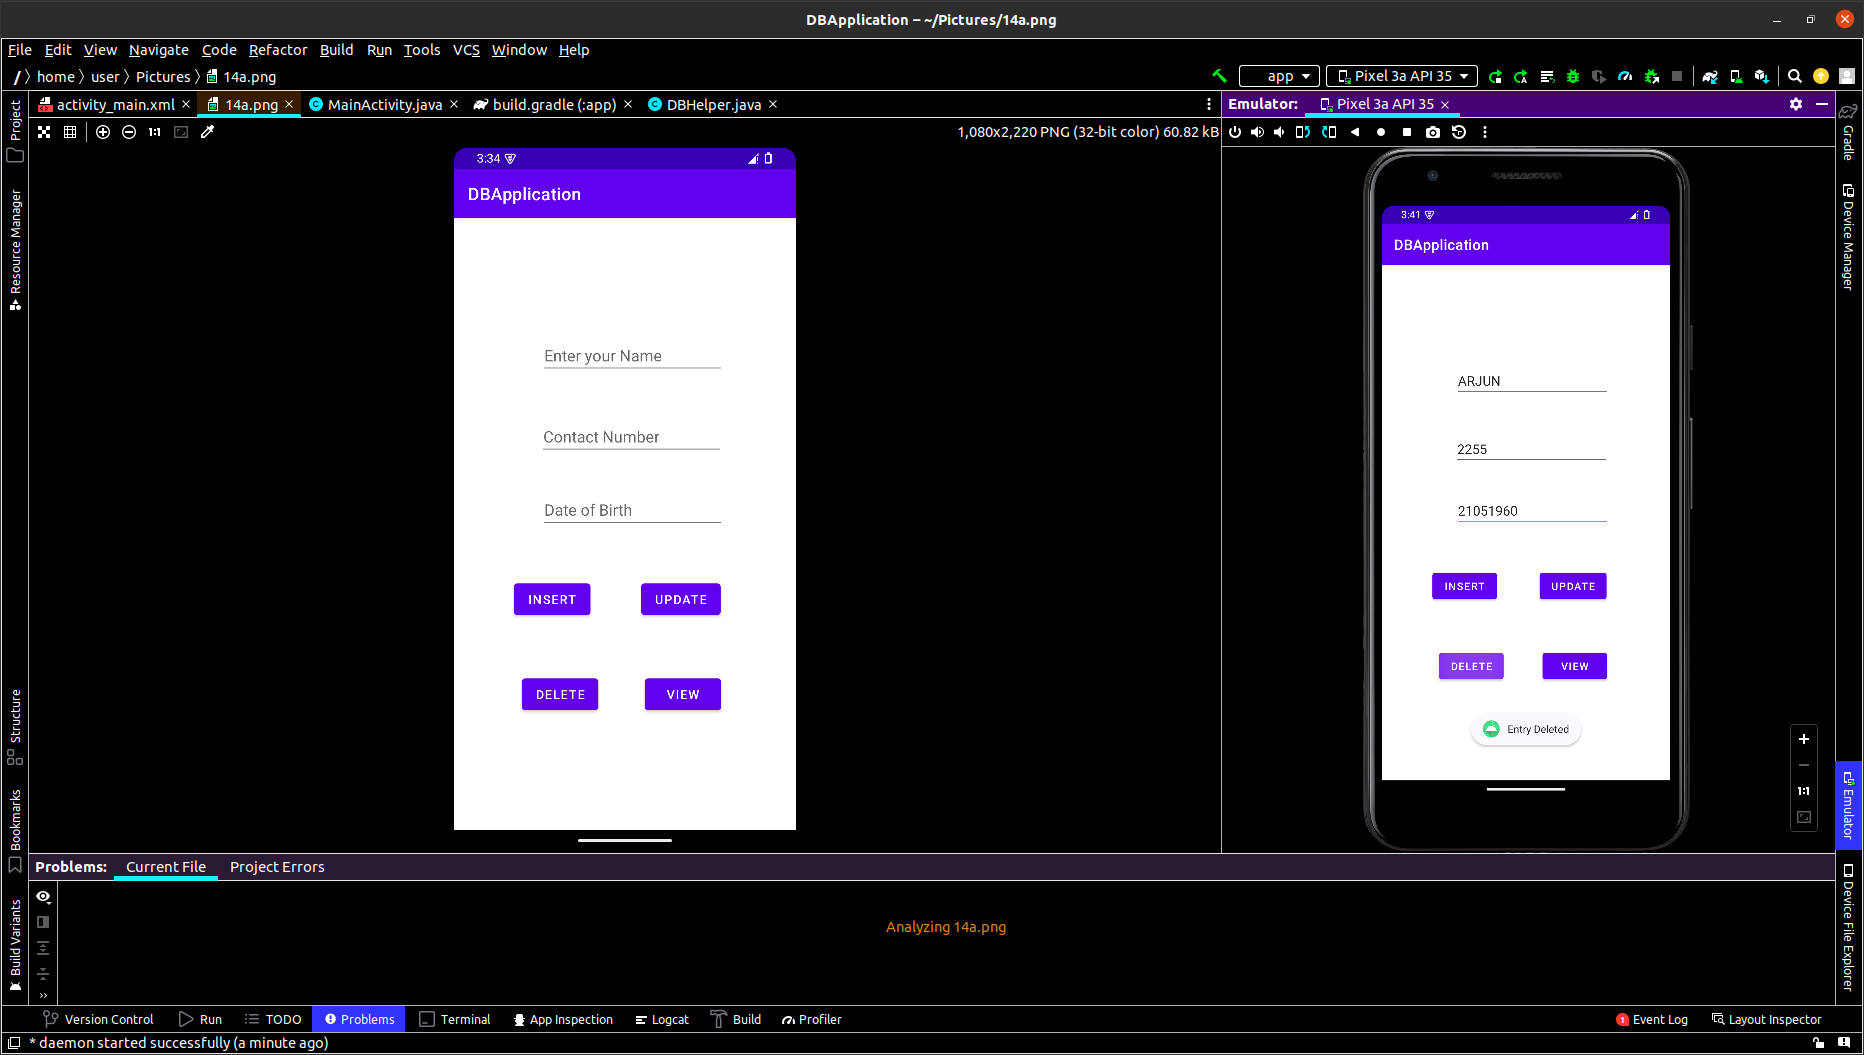 DBApplication – ~/Pictures/14a.png
File Edit View Navigate Code Refactor Build Run Tools VCS Window Help
/ home user Pictures 14a.png
app Pixel 3a API 35
activity_main.xml 14a.png MainActivity.java build.gradle (:app) DBHelper.java
Emulator: Pixel 3a API 35
1:1
1,080x2,220 PNG (32-bit color) 60.82 kB
Project
Resource Manager
Structure
Bookmarks
Build Variants
3:34
DBApplication
Enter your Name
Contact Number
Date of Birth
INSERT UPDATE
DELETE VIEW
3:41
DBApplication
ARJUN
2255
21051960
INSERT UPDATE
DELETE VIEW
Entry Deleted
1:1
Gradle
Device Manager
Emulator
Device File Explorer
Problems: Current File Project Errors
Analyzing 14a.png
Version Control Run TODO Problems Terminal App Inspection Logcat Build Profiler
1 Event Log Layout Inspector
* daemon started successfully (a minute ago)